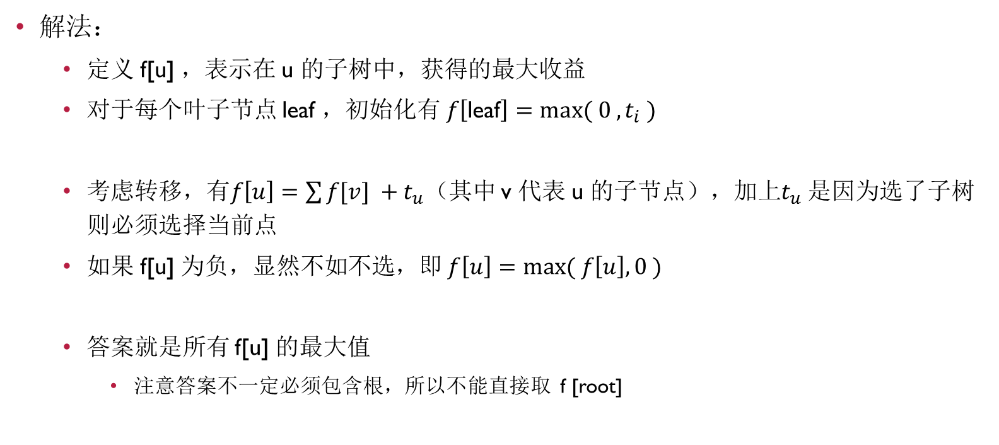 • 解法：
• 定义 f[u] ，表示在 u 的子树中，获得的最大收益
• 对于每个叶子节点 leaf ，初始化有 f[leaf] = max( 0 , tᵢ )
• 考虑转移，有f[u] = ∑ f[v] + tᵤ（其中 v 代表 u 的子节点），加上tᵤ 是因为选了子树
则必须选择当前点
• 如果 f[u] 为负，显然不如不选，即 f[u] = max( f[u], 0 )
• 答案就是所有 f[u] 的最大值
• 注意答案不一定必须包含根，所以不能直接取 f [root]